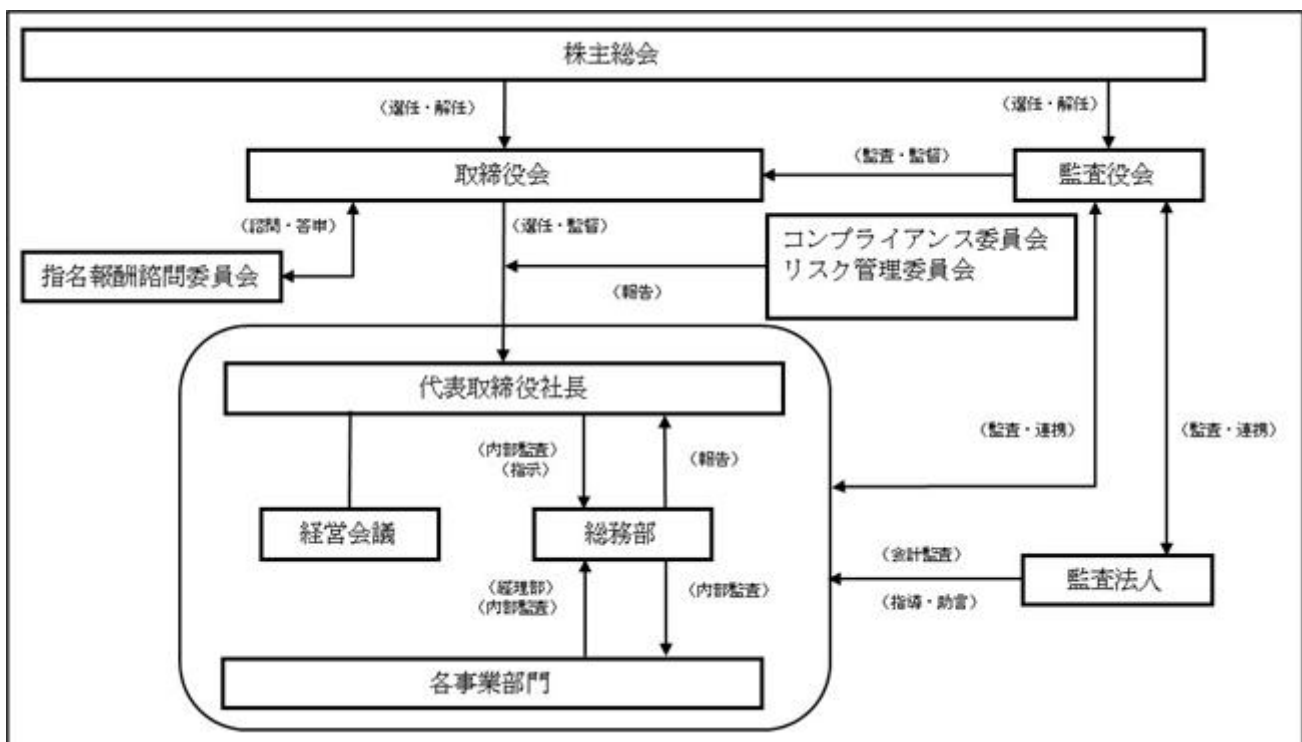 株主総会
（選任・解任）
（選任・解任）
取締役会
（監査・監督）
監査役会
（諮問・答申）
（選任・監督）
コンプライアンス委員会
リスク管理委員会
指名報酬諮問委員会
（報告）
代表取締役社長
（内部監査）
（指示）
（報告）
（監査・連携）
（監査・連携）
経営会議
総務部
（会計監査）
監査法人
（指導・助言）
（経理部）
（内部監査）
（内部監査）
各事業部門